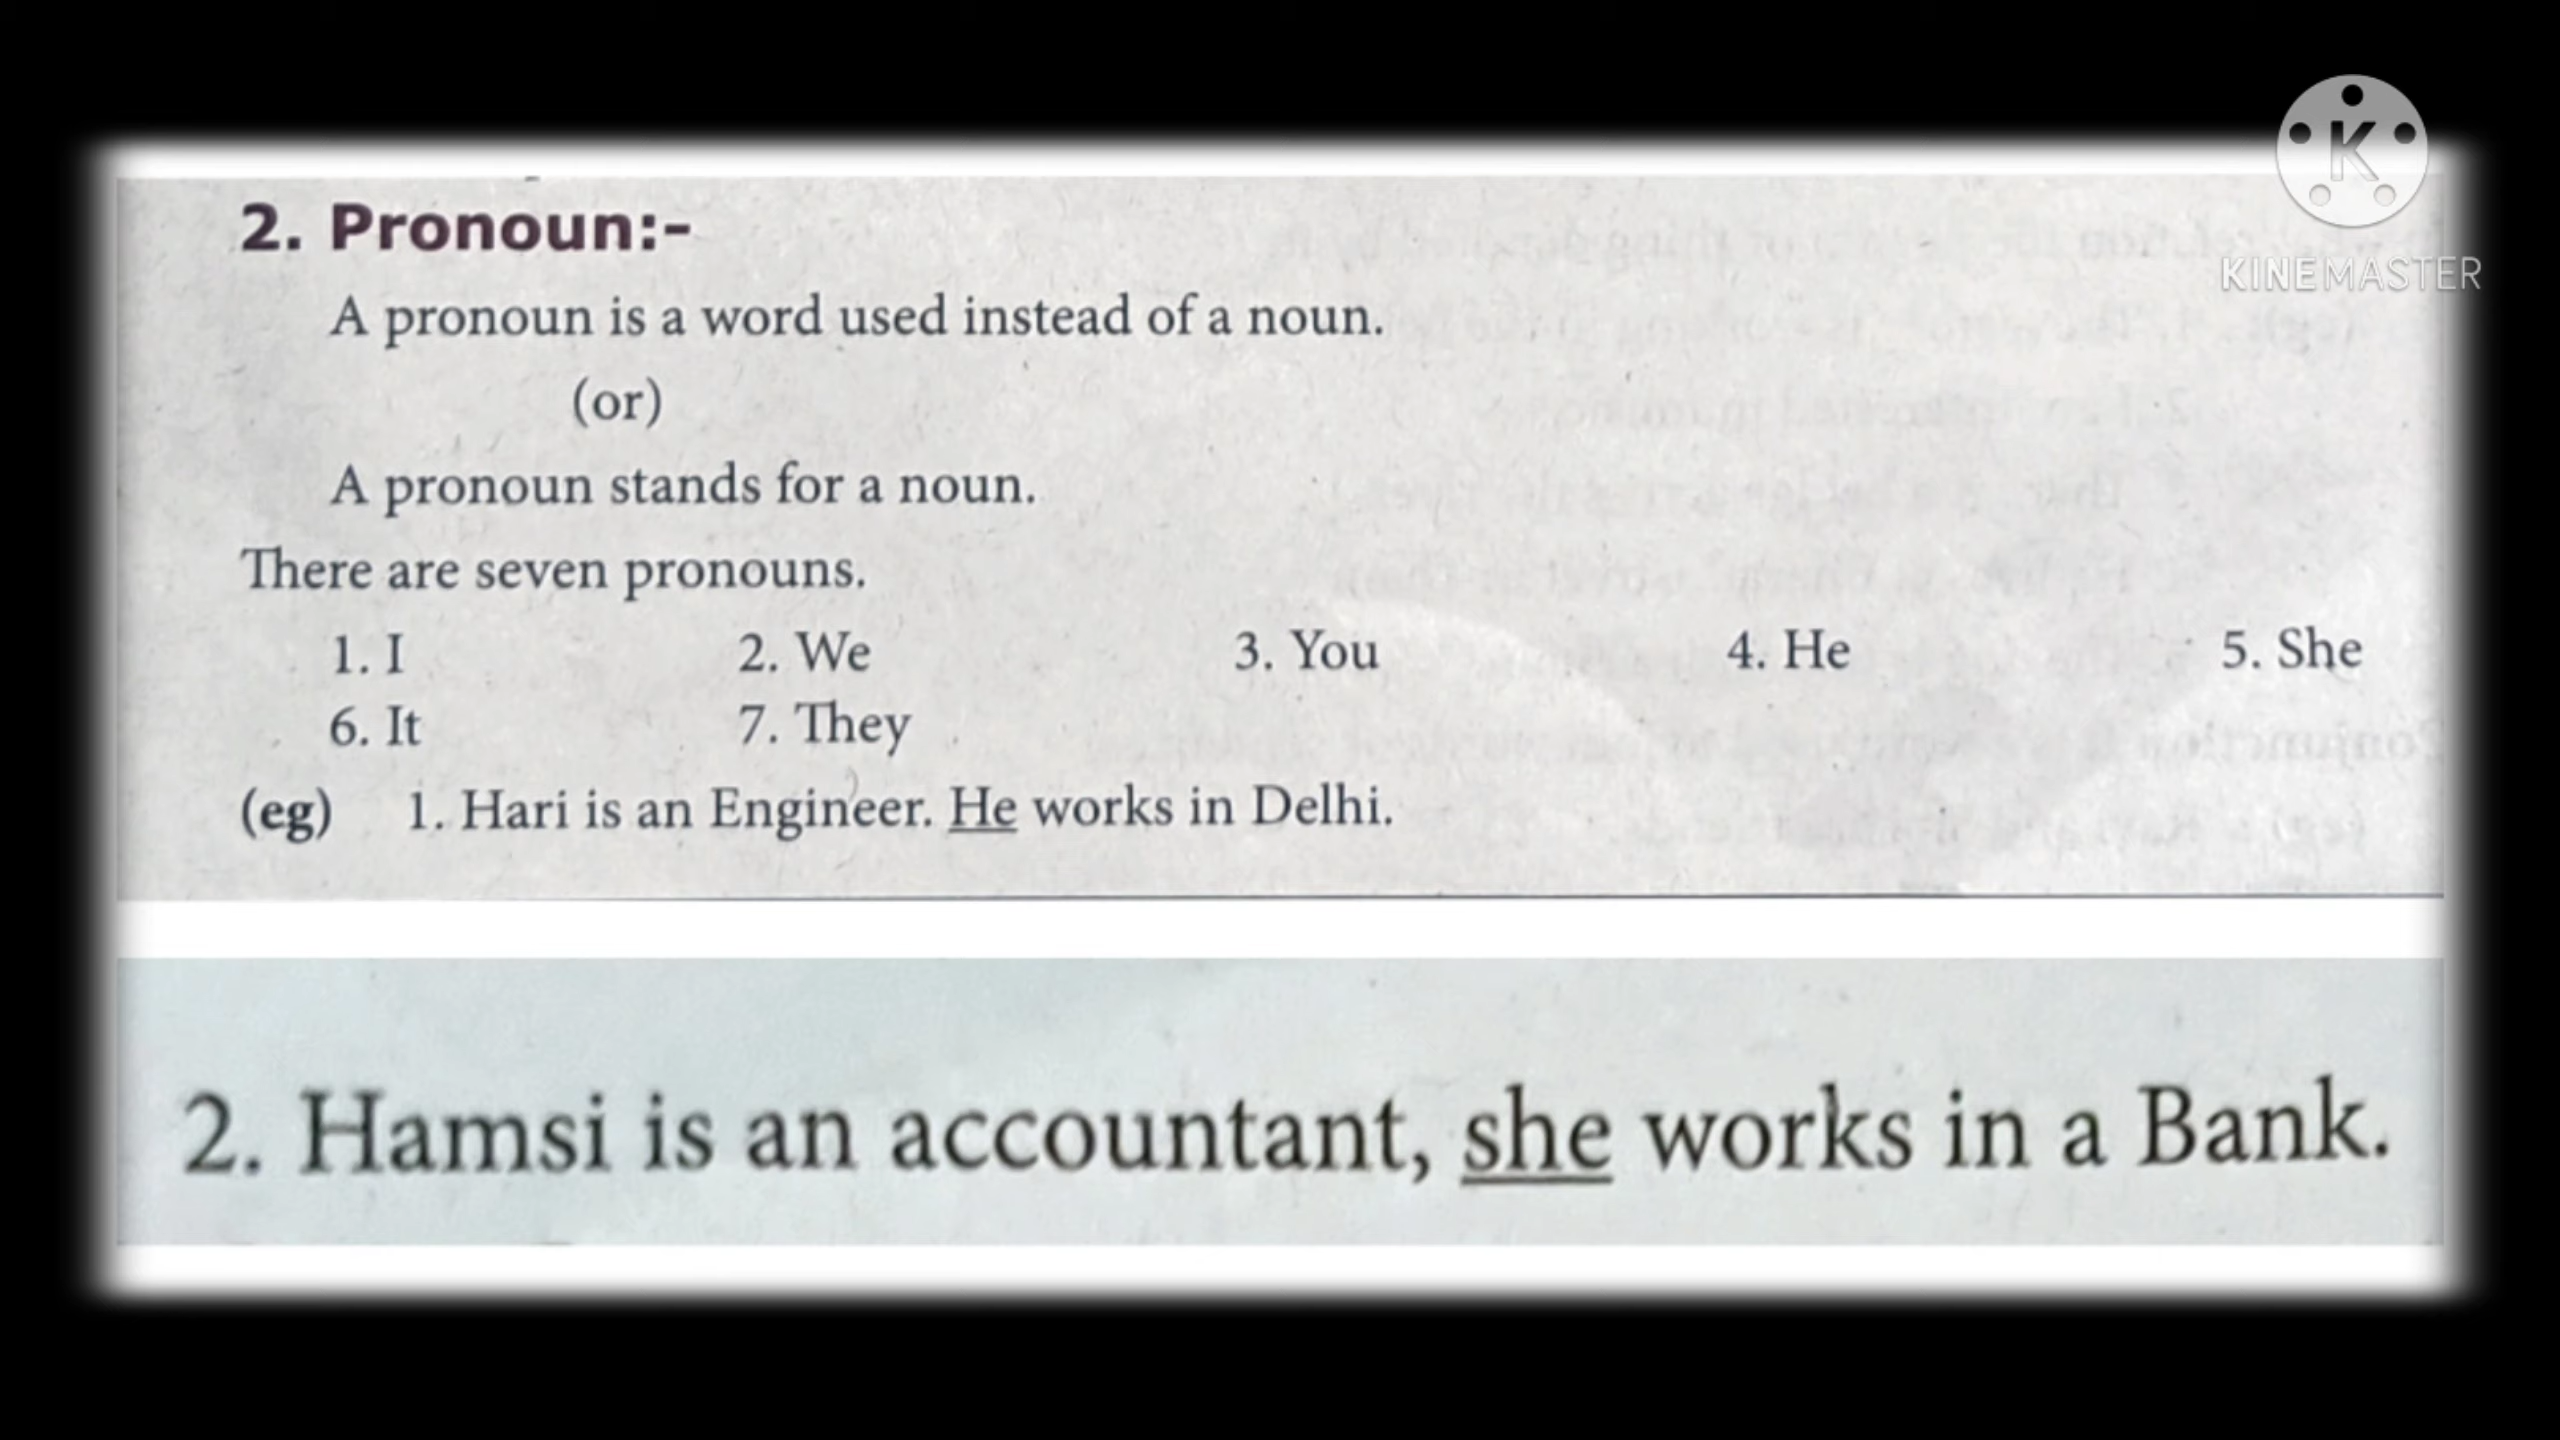 K
KINEMASTER
2. Pronoun:-
A pronoun is a word used instead of a noun.
(or)
A pronoun stands for a noun.
There are seven pronouns.
1. I 2. We 3. You 4. He 5. She
6. It 7. They
(eg) 1. Hari is an Engineer. He works in Delhi.
2. Hamsi is an accountant, she works in a Bank.